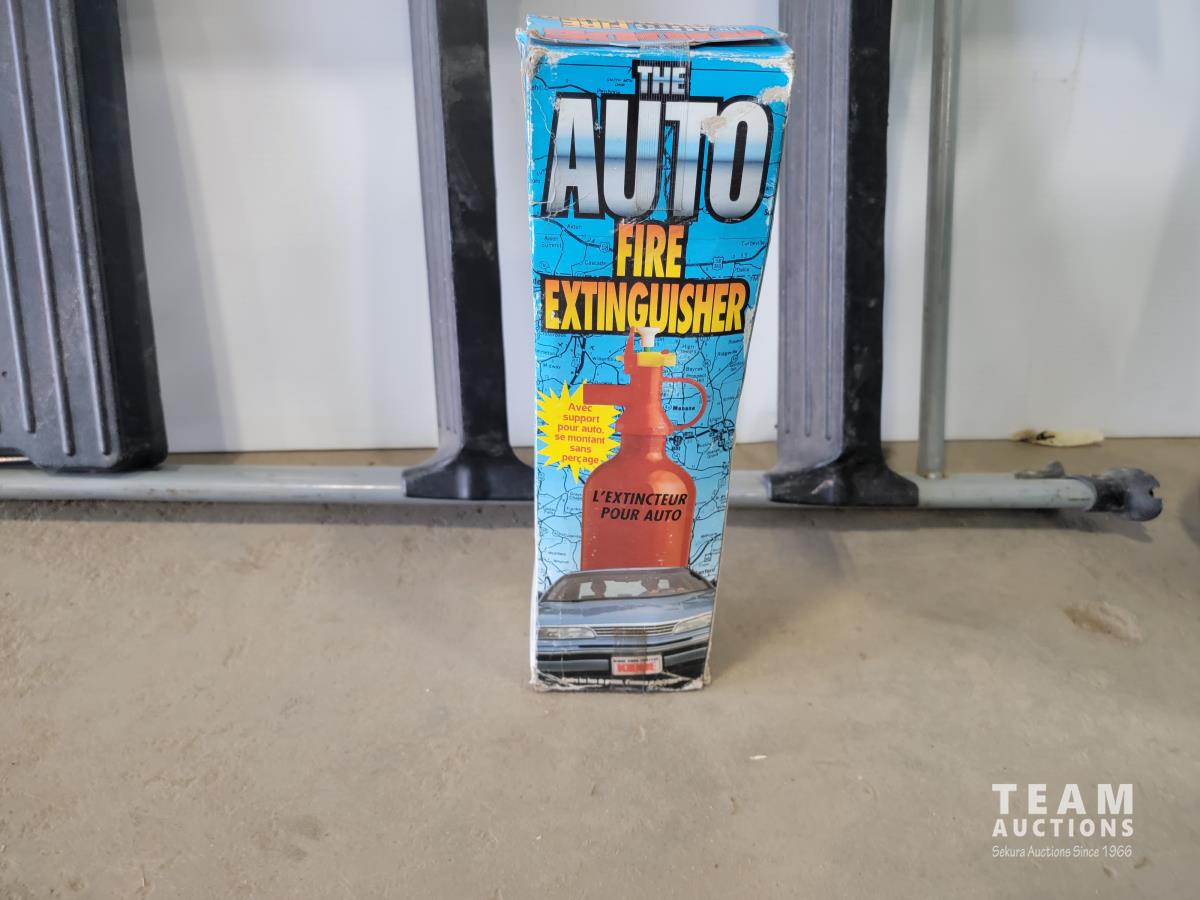 THE
AUTO
FIRE
EXTINGUISHER
Avec
support
pour auto.
se montant
sans
perçage
L'EXTINCTEUR
POUR AUTO
TEAM
AUCTIONS
Sekura Auctions Since 1966